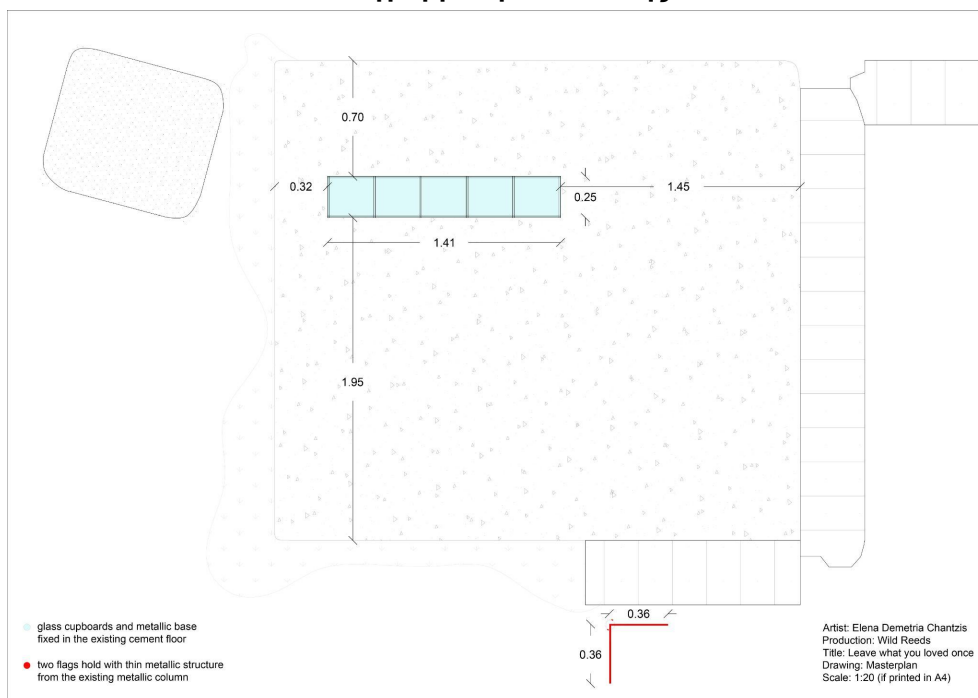 0.70
0.32
0.25
1.45
1.41
1.95
0.36
0.36
glass cupboards and metallic base
fixed in the existing cement floor
two flags hold with thin metallic structure
from the existing metallic column
Artist: Elena Demetria Chantzis
Production: Wild Reeds
Title: Leave what you loved once
Drawing: Masterplan
Scale: 1:20 (if printed in A4)